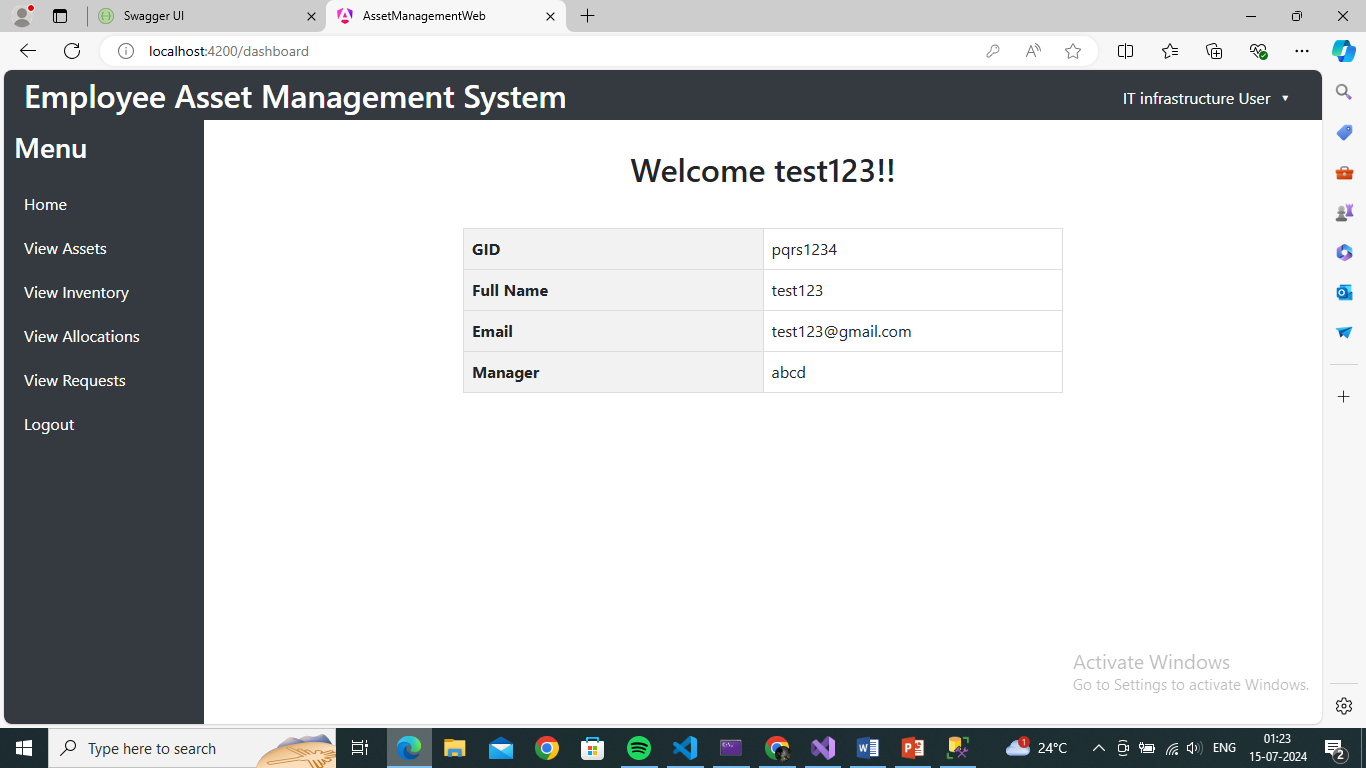 Swagger UI
AssetManagementWeb
localhost:4200/dashboard
Employee Asset Management System
IT infrastructure User
Menu
Home
View Assets
View Inventory
View Allocations
View Requests
Logout
Welcome test123!!
GID pqrs1234
Full Name test123
Email test123@gmail.com
Manager abcd
Activate Windows
Go to Settings to activate Windows.
Type here to search
1
24°C
ENG
01:23
15-07-2024
2